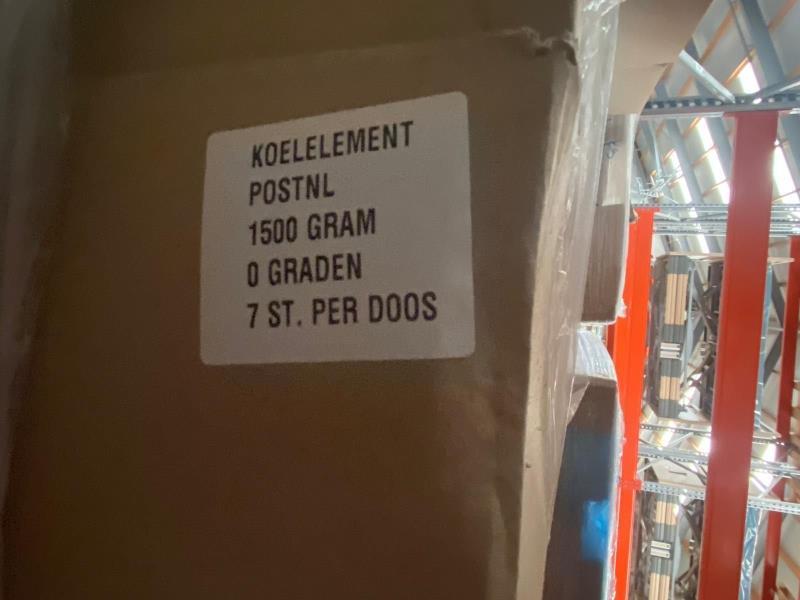 KOELELEMENT
POSTNL
1500 GRAM
0 GRADEN
7 ST. PER DOOS